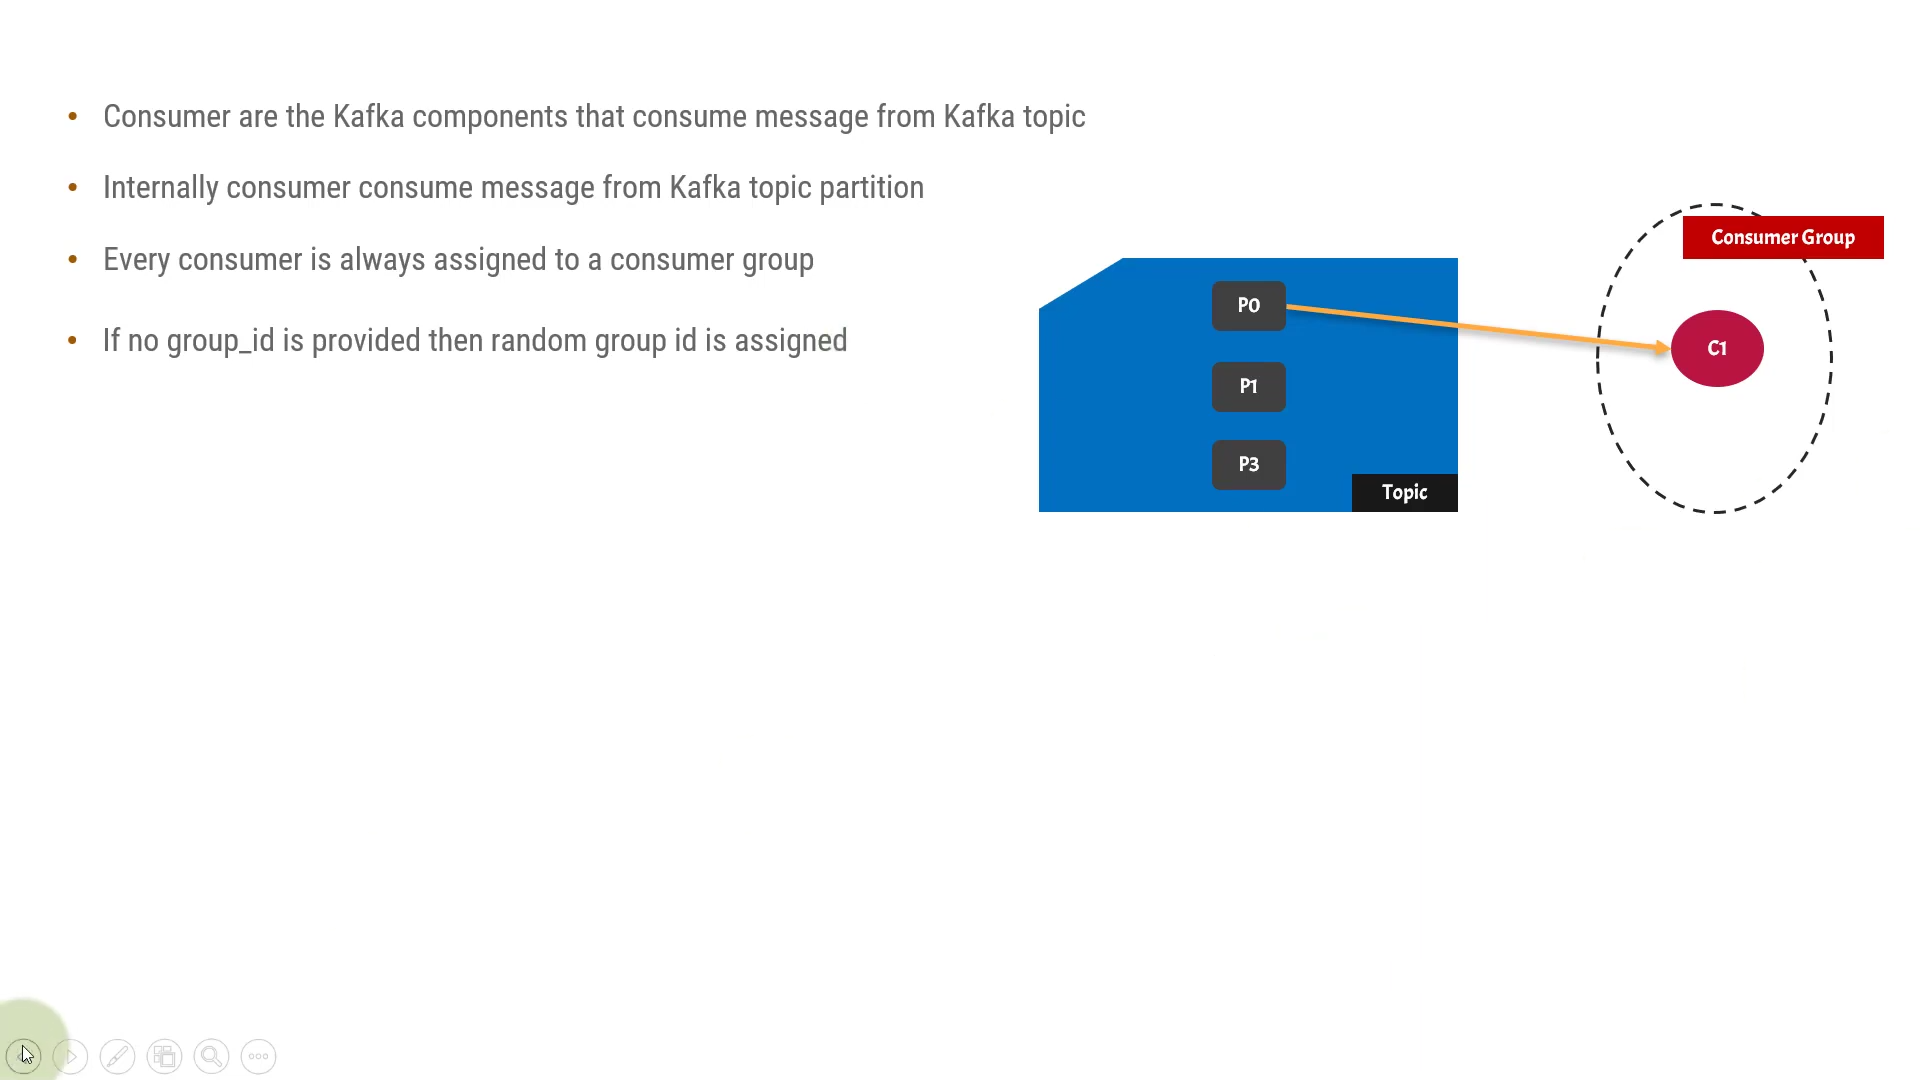 • Consumer are the Kafka components that consume message from Kafka topic
• Internally consumer consume message from Kafka topic partition
• Every consumer is always assigned to a consumer group
• If no group_id is provided then random group id is assigned
Consumer Group
P0
C1
P1
P3
Topic